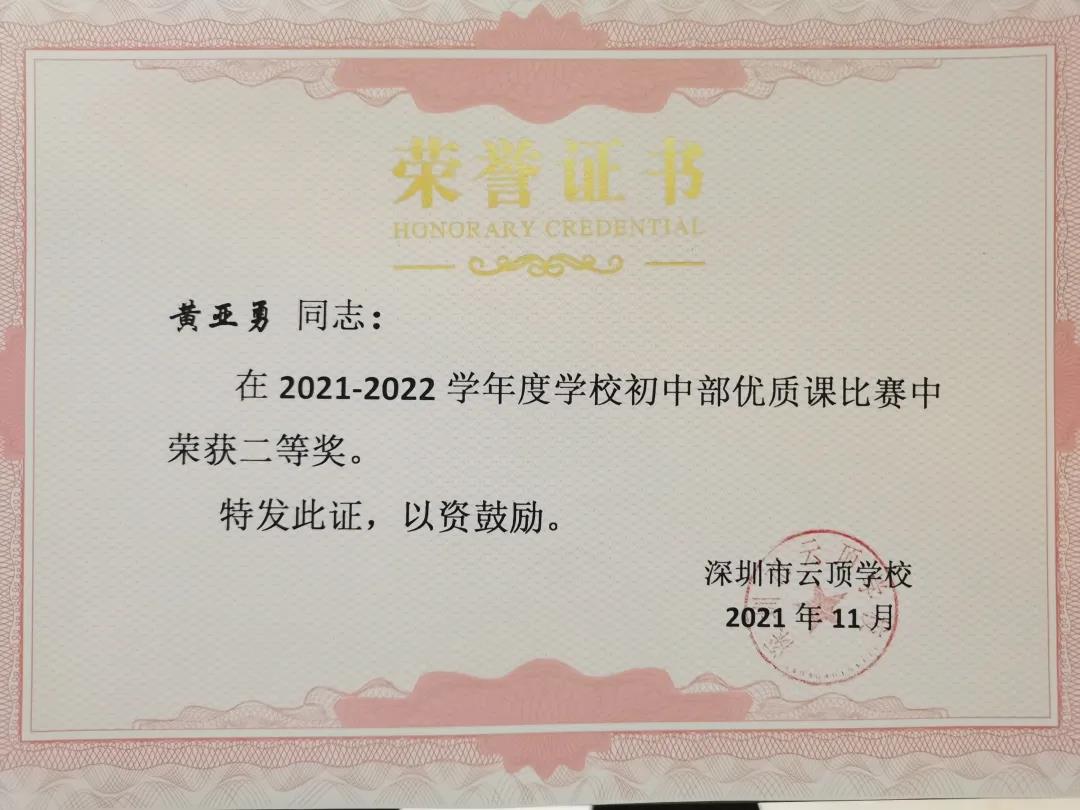 荣誉证书
HONORARY CREDENTIAL
黄亚勇 同志：
在 2021-2022 学年度学校初中部优质课比赛中
荣获二等奖。
特发此证，以资鼓励。
深圳市云顶学校
2021 年 11 月